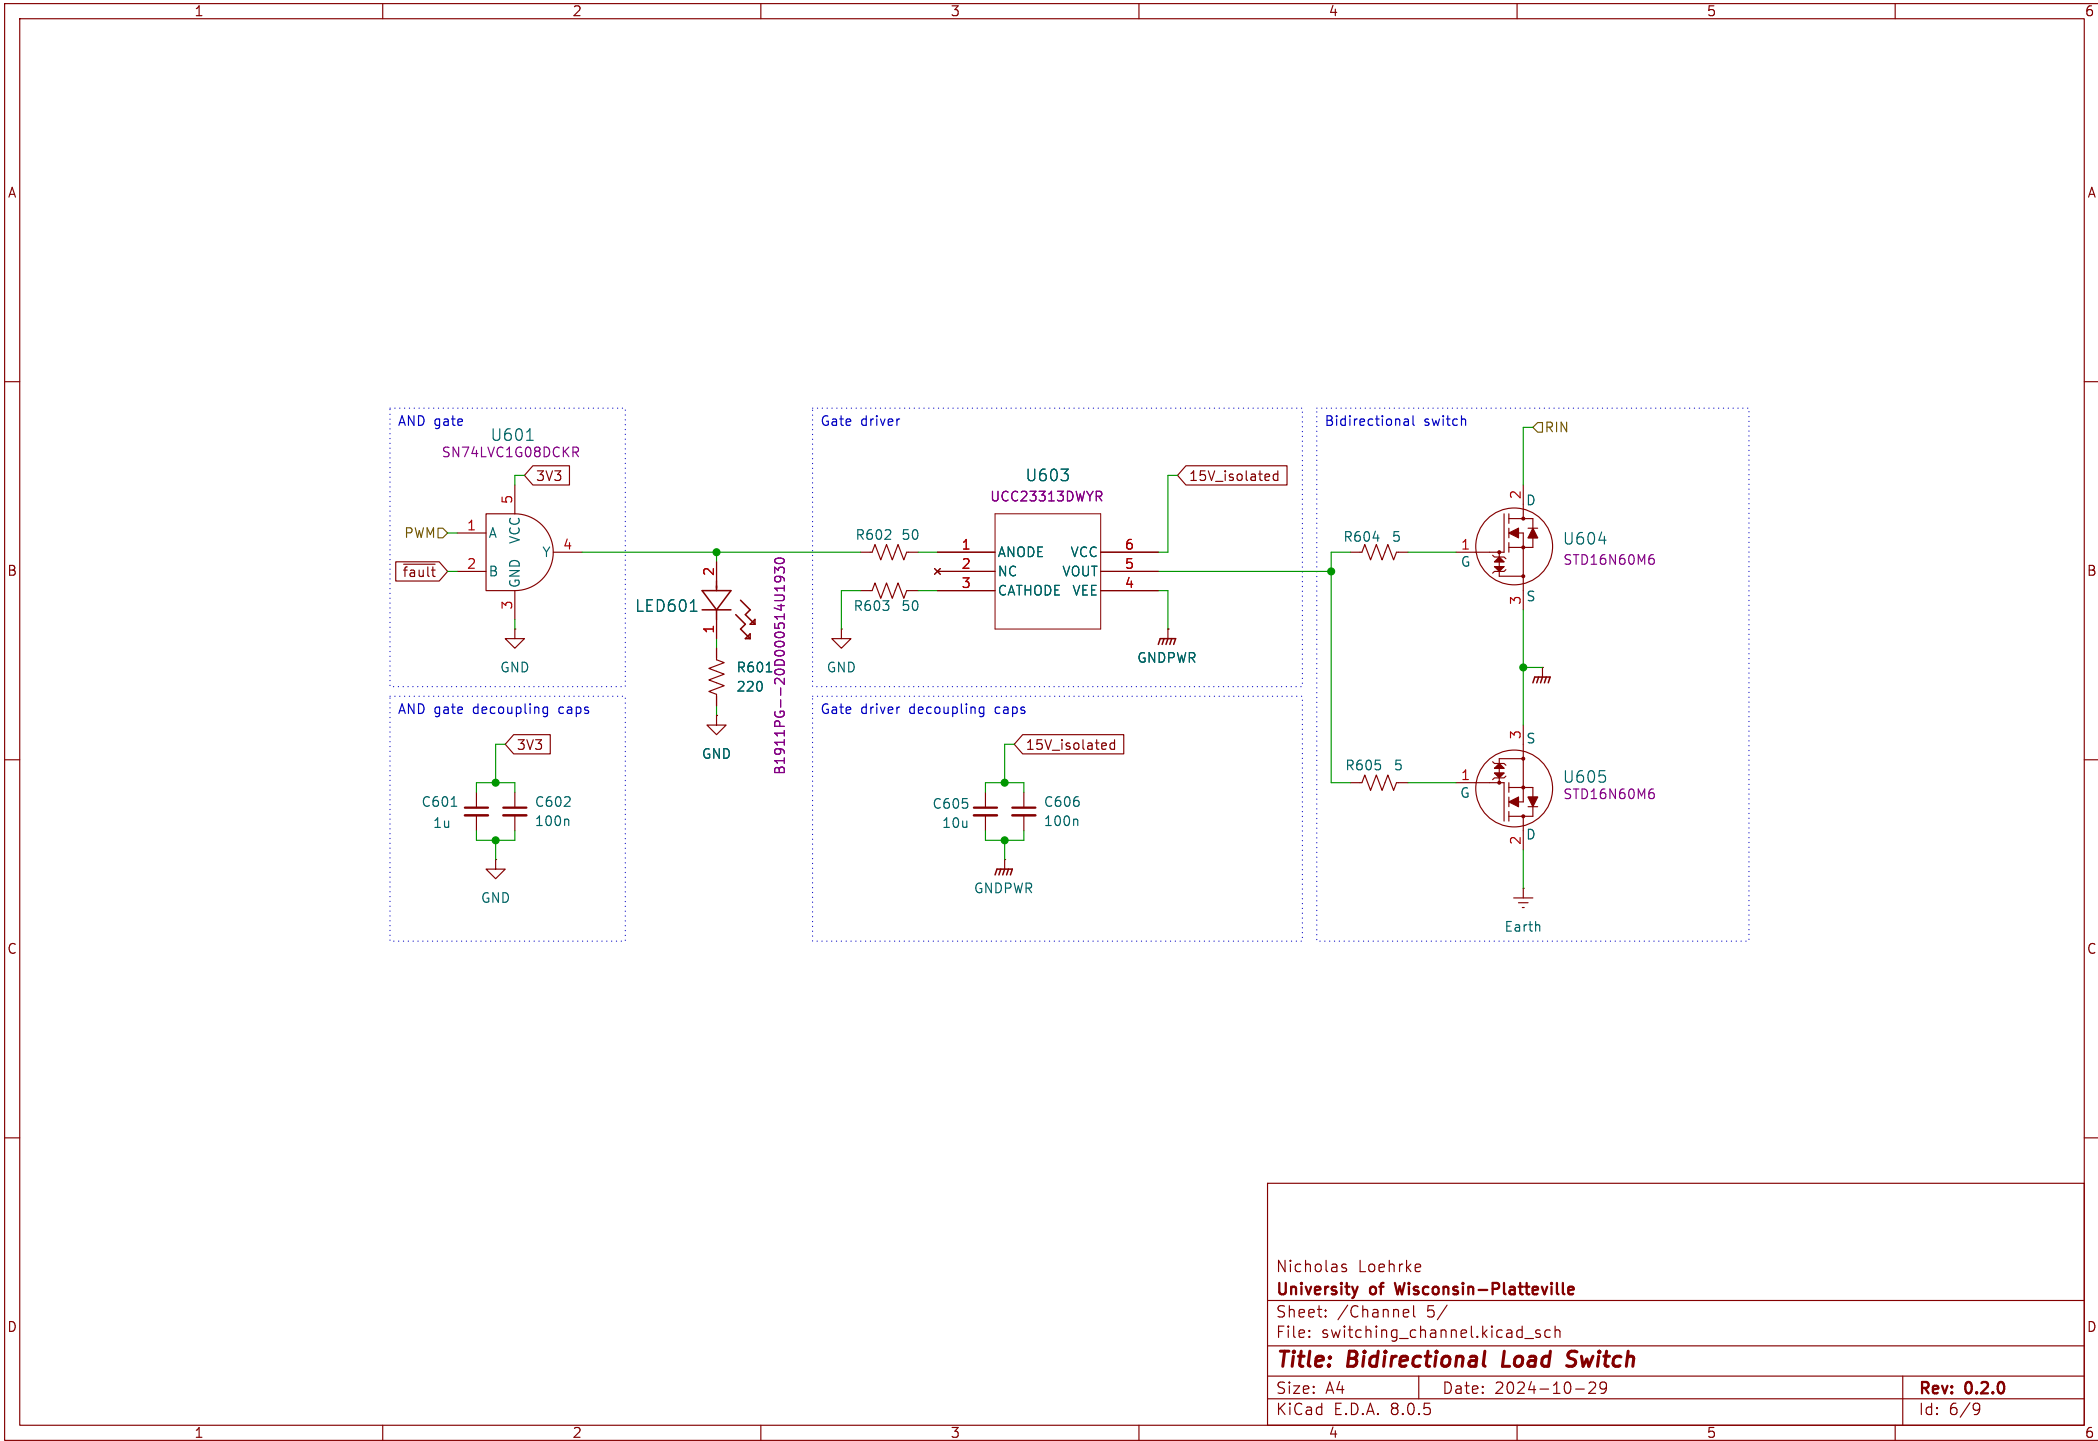 1 2 3 4 5 6
A A
B B
C C
D D
AND gate
U601
SN74LVC1G08DCKR
3V3
5
VCC
PWM
1
A
Y
4
fault
2
B
GND
3
GND
AND gate decoupling caps
3V3
C601
1u
C602
100n
GND
2
LED601
1
B1911PG--20D000514U1930
R601
220
GND
Gate driver
U603
UCC23313DWYR
15V_isolated
R602 50
1
ANODE
VCC
6
2
NC
VOUT
5
3
CATHODE
VEE
4
R603 50
GND
GNDPWR
Gate driver decoupling caps
15V_isolated
C605
10u
C606
100n
GNDPWR
Bidirectional switch
RIN
2
D
R604 5
1
G
U604
STD16N60M6
S
3
3
S
R605 5
1
G
U605
STD16N60M6
D
2
Earth
Nicholas Loehrke
University of Wisconsin-Platteville
Sheet: /Channel 5/
File: switching_channel.kicad_sch
Title: Bidirectional Load Switch
Size: A4
Date: 2024-10-29
Rev: 0.2.0
KiCad E.D.A. 8.0.5
Id: 6/9
1 2 3 4 5 6